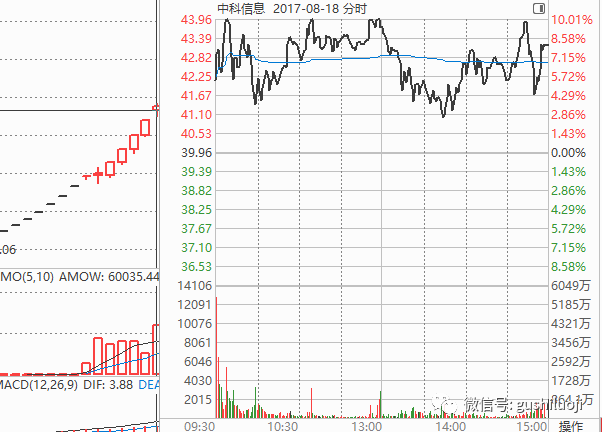 中科信息 2017-08-18 分时
43.96 10.01%
43.39 8.58%
42.82 7.15%
42.25 5.72%
41.67 4.29%
41.10 2.86%
40.53 1.43%
39.96 0.00%
39.39 1.43%
38.82 2.86%
38.25 4.29%
37.67 5.72%
37.10 7.15%
36.53 8.58%
.06
MO(5,10) AMOW: 60035.44
14106 6049万
12091 5185万
10076 4321万
8061 3456万
6046 2592万
4030 1728万
2015 864.1万
MACD(12,26,9) DIF: 3.88 DEA
微信号: gushituoji
09:30 10:30 13:00 14:00 15:00 操作